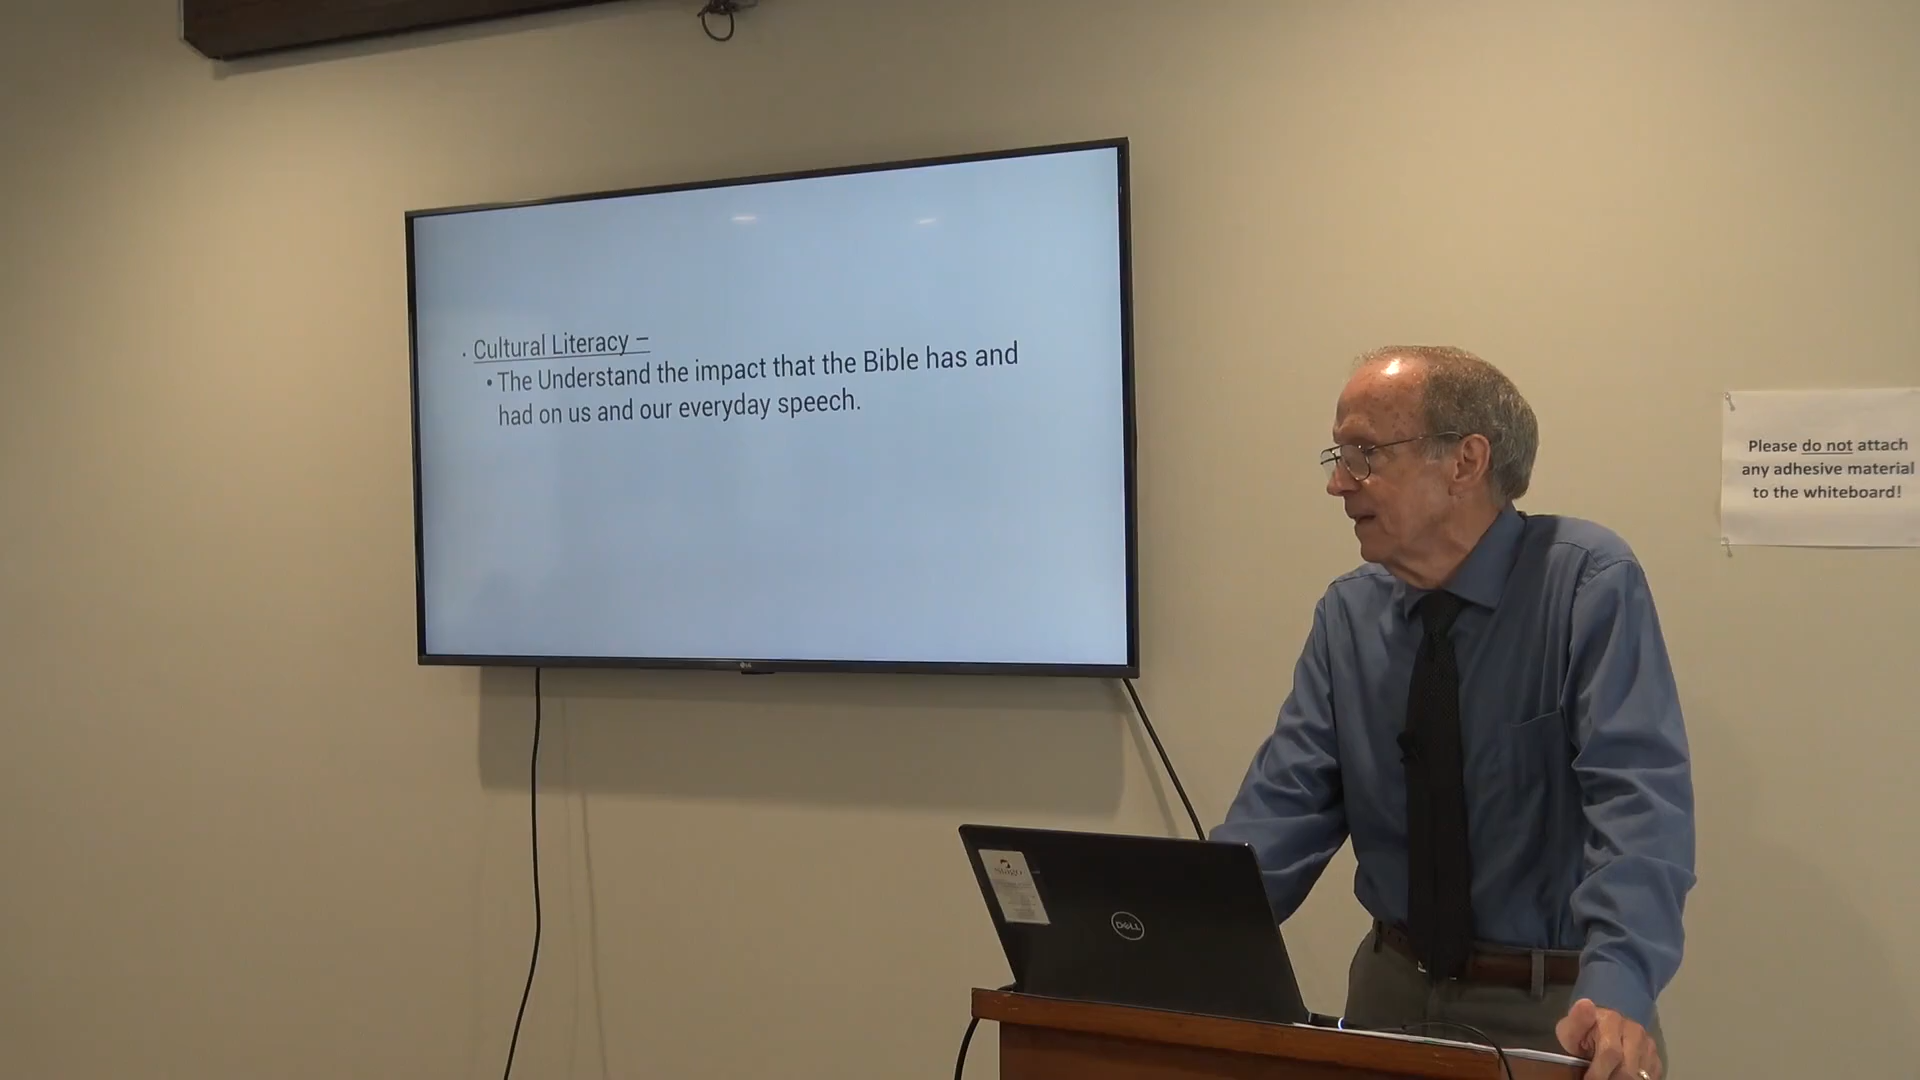 · Cultural Literacy –
• The Understand the impact that the Bible has and
had on us and our everyday speech.
LG
Please do not attach
any adhesive material
to the whiteboard!
DELL